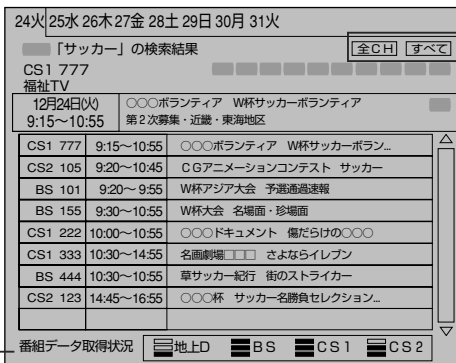 24火 25水 26木 27金 28土 29日 30月 31火
「サッカー」の検索結果 全CH すべて
CS1 777
福祉TV
12月24日(火) 9:15〜10:55
○○○ボランティア W杯サッカーボランティア
第2次募集・近畿・東海地区
CS1 777 9:15〜10:55 ○○○ボランティア W杯サッカーボラン...
CS2 105 9:20〜10:45 CGアニメーションコンテスト サッカー
BS 101 9:20〜9:55 W杯アジア大会 予選通過速報
BS 155 9:30〜10:55 W杯大会 名場面・珍場面
CS1 222 10:00〜10:55 ○○○ドキュメント 傷だらけの○○○
CS1 333 10:30〜14:55 名画劇場□□□ さよならイレブン
BS 444 10:30〜10:55 草サッカー紀行 街のストライカー
CS2 123 14:45〜16:55 ○○○杯 サッカー名勝負セレクション...
番組データ取得状況 地上D BS CS1 CS2